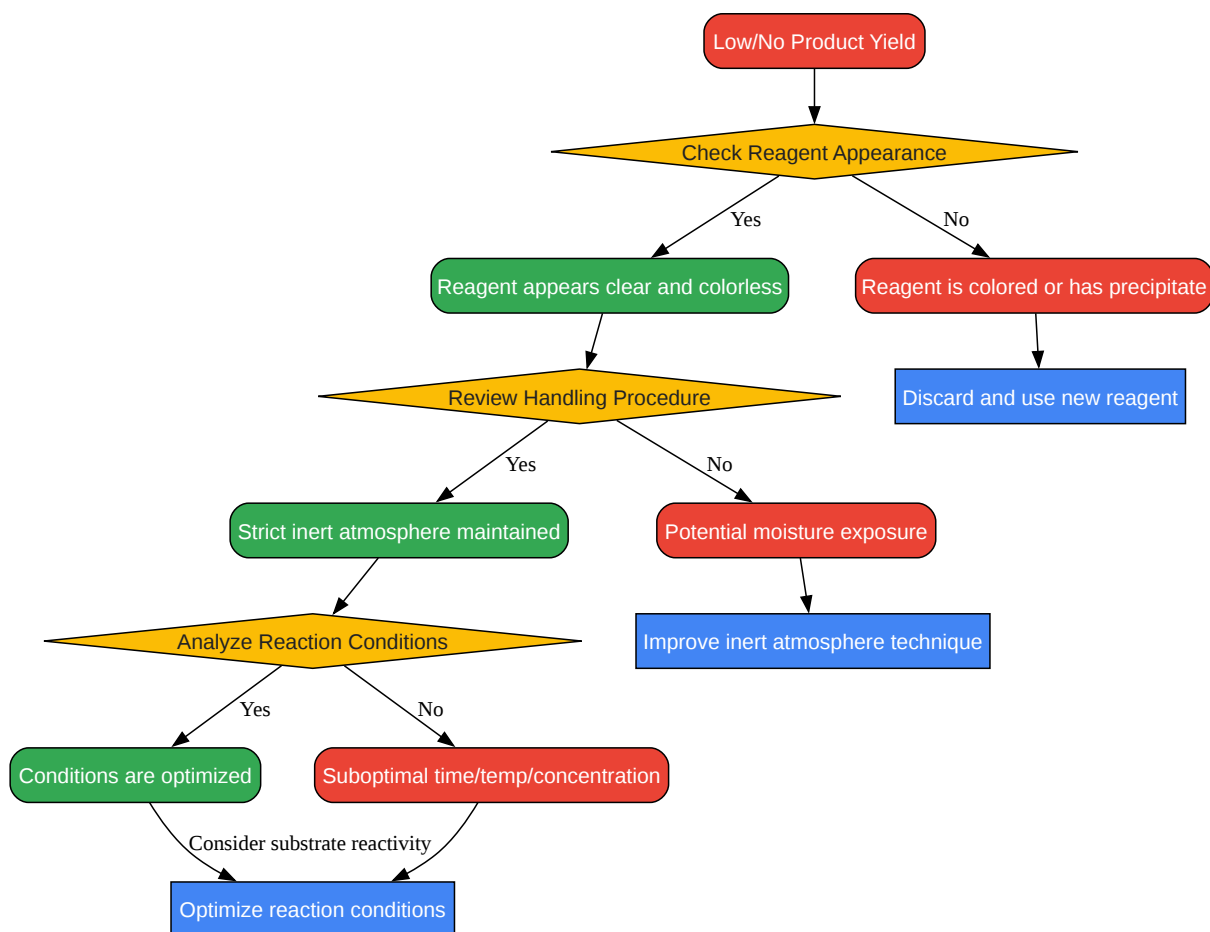 Low/No Product Yield
Check Reagent Appearance
Yes
No
Reagent appears clear and colorless
Reagent is colored or has precipitate
Review Handling Procedure
Discard and use new reagent
Yes
No
Strict inert atmosphere maintained
Potential moisture exposure
Analyze Reaction Conditions
Improve inert atmosphere technique
Yes
No
Conditions are optimized
Suboptimal time/temp/concentration
Consider substrate reactivity
Optimize reaction conditions